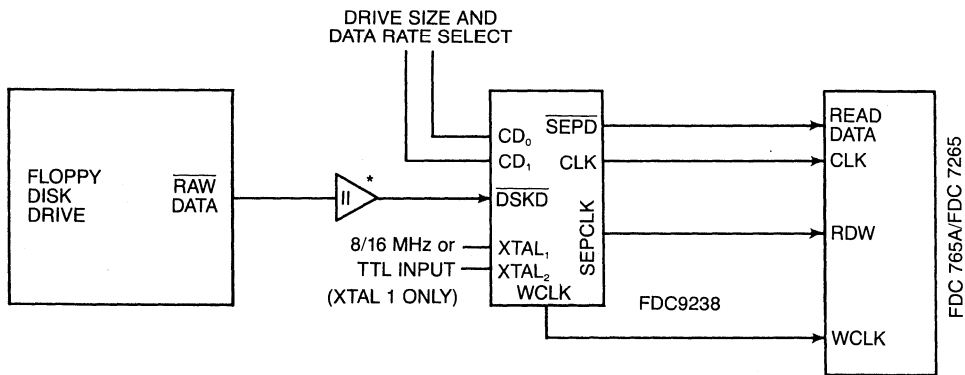 DRIVE SIZE AND
DATA RATE SELECT
FLOPPY
DISK
DRIVE
RAW
DATA
*
II
8/16 MHz or
TTL INPUT
(XTAL 1 ONLY)
CD₀
CD₁
DSKD
XTAL₁
XTAL₂
WCLK
SEPD
CLK
SEPCLK
FDC9238
READ
DATA
CLK
RDW
WCLK
FDC 765A/FDC 7265